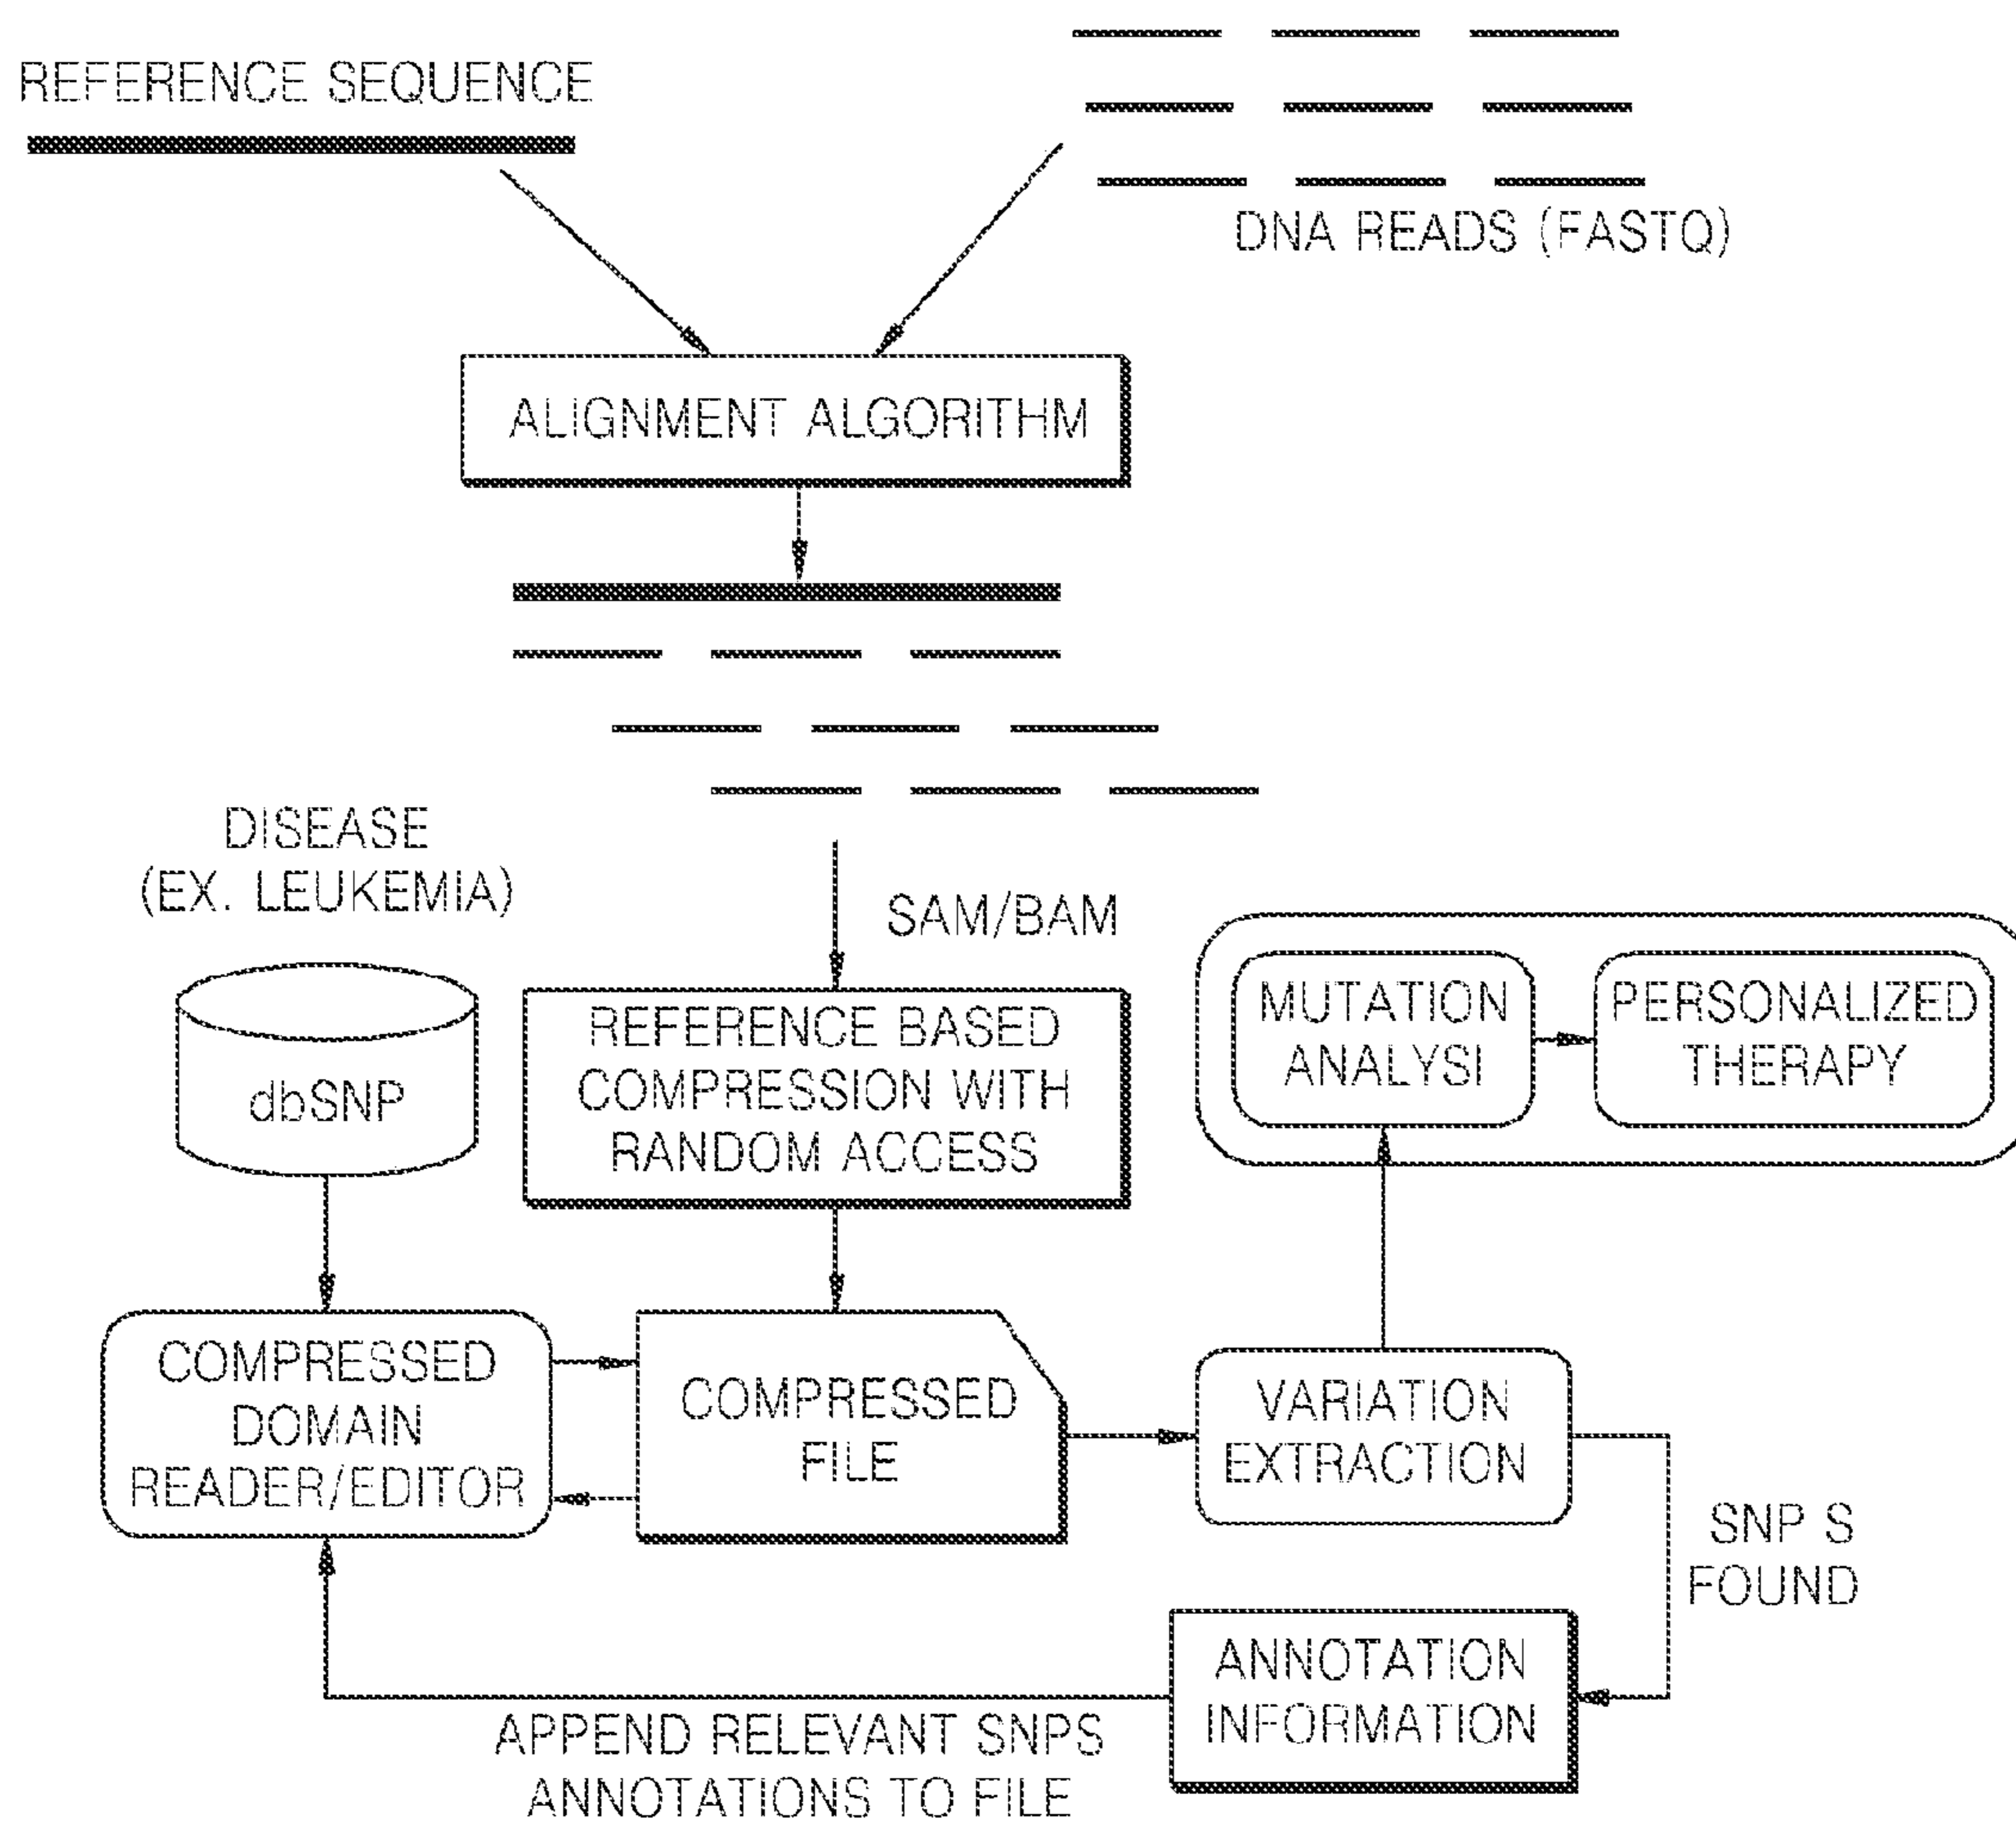 REFERENCE SEQUENCE
DNA READS (FASTQ)
ALIGNMENT ALGORITHM
DISEASE
(EX. LEUKEMIA)
SAM/BAM
dbSNP
REFERENCE BASED
COMPRESSION WITH
RANDOM ACCESS
MUTATION
ANALYSI
PERSONALIZED
THERAPY
COMPRESSED
DOMAIN
READER/EDITOR
COMPRESSED
FILE
VARIATION
EXTRACTION
SNP S
FOUND
ANNOTATION
INFORMATION
APPEND RELEVANT SNPS
ANNOTATIONS TO FILE